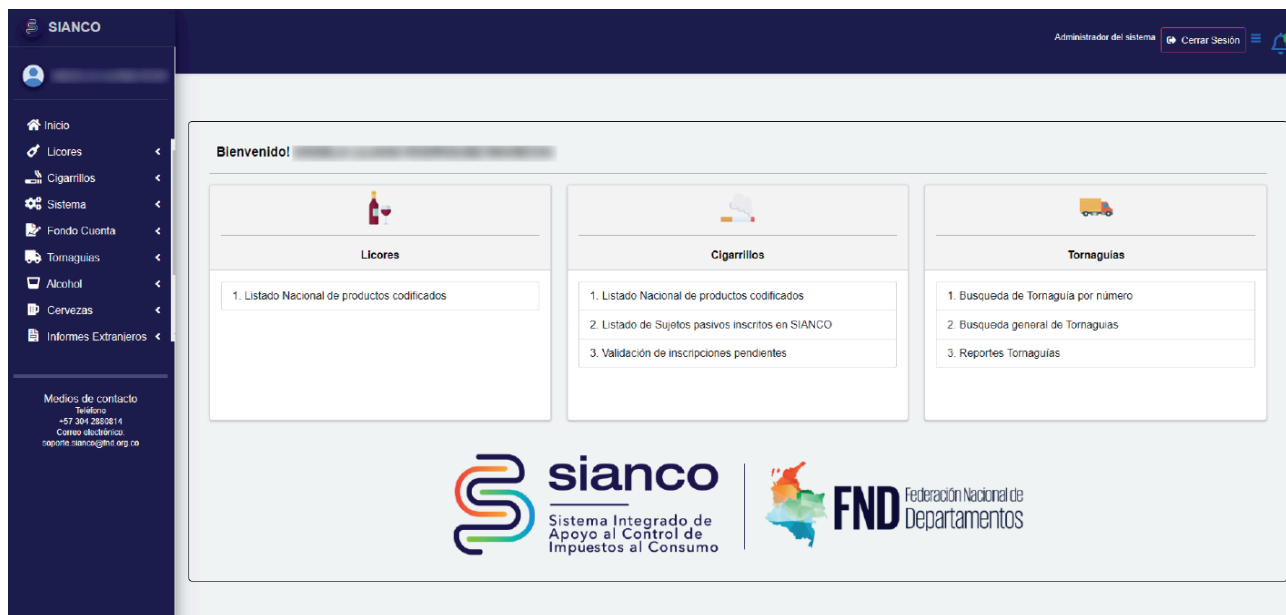 SIANCO
Administrador del sistema
Cerrar Sesión
Inicio
Licores
Cigarrillos
Sistema
Fondo Cuenta
Tornaguias
Alcohol
Cervezas
Informes Extranjeros
Medios de contacto
Teléfono
+57 304 2880814
Correo electrónico:
soporte.sianco@fnd.org.co
Bienvenido!
Licores
1. Listado Nacional de productos codificados
Cigarrillos
1. Listado Nacional de productos codificados
2. Listado de Sujetos pasivos inscritos en SIANCO
3. Validación de inscripciones pendientes
Tornaguías
1. Busqueda de Tornaguía por número
2. Busqueda general de Tornaguias
3. Reportes Tornaguías
sianco
Sistema Integrado de
Apoyo al Control de
Impuestos al Consumo
FND
Federación Nacional de
Departamentos